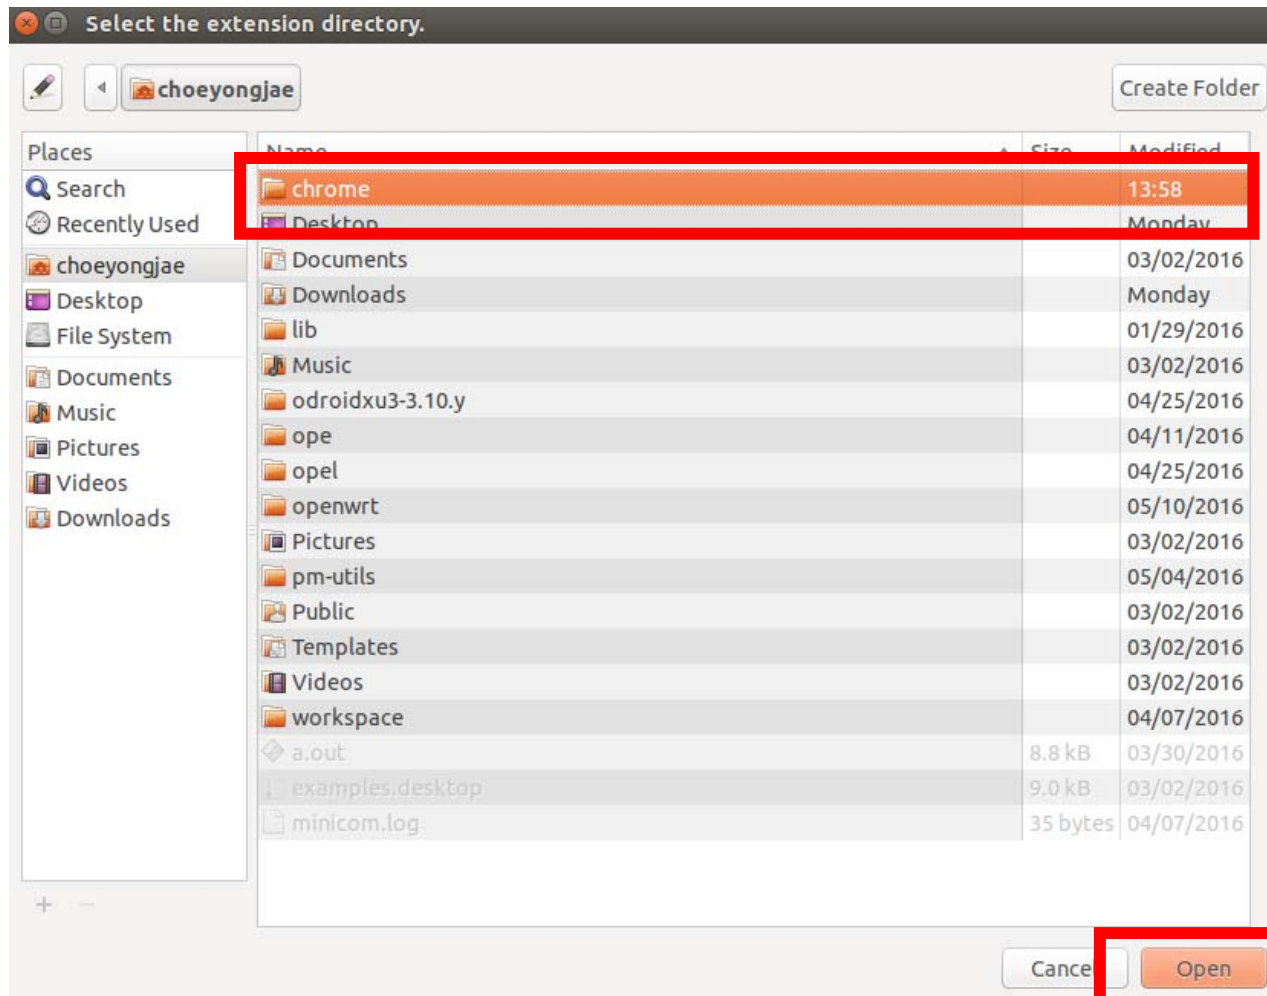 Select the extension directory.
choeyongjae
Create Folder
Places
Name Size Modified
Search
Recently Used
choeyongjae
Desktop
File System
Documents
Music
Pictures
Videos
Downloads
chrome 13:58
Desktop Monday
Documents 03/02/2016
Downloads Monday
lib 01/29/2016
Music 03/02/2016
odroidxu3-3.10.y 04/25/2016
ope 04/11/2016
opel 04/25/2016
openwrt 05/10/2016
Pictures 03/02/2016
pm-utils 05/04/2016
Public 03/02/2016
Templates 03/02/2016
Videos 03/02/2016
workspace 04/07/2016
a.out 8.8 kB 03/30/2016
examples.desktop 9.0 kB 03/02/2016
minicom.log 35 bytes 04/07/2016
Cancel
Open